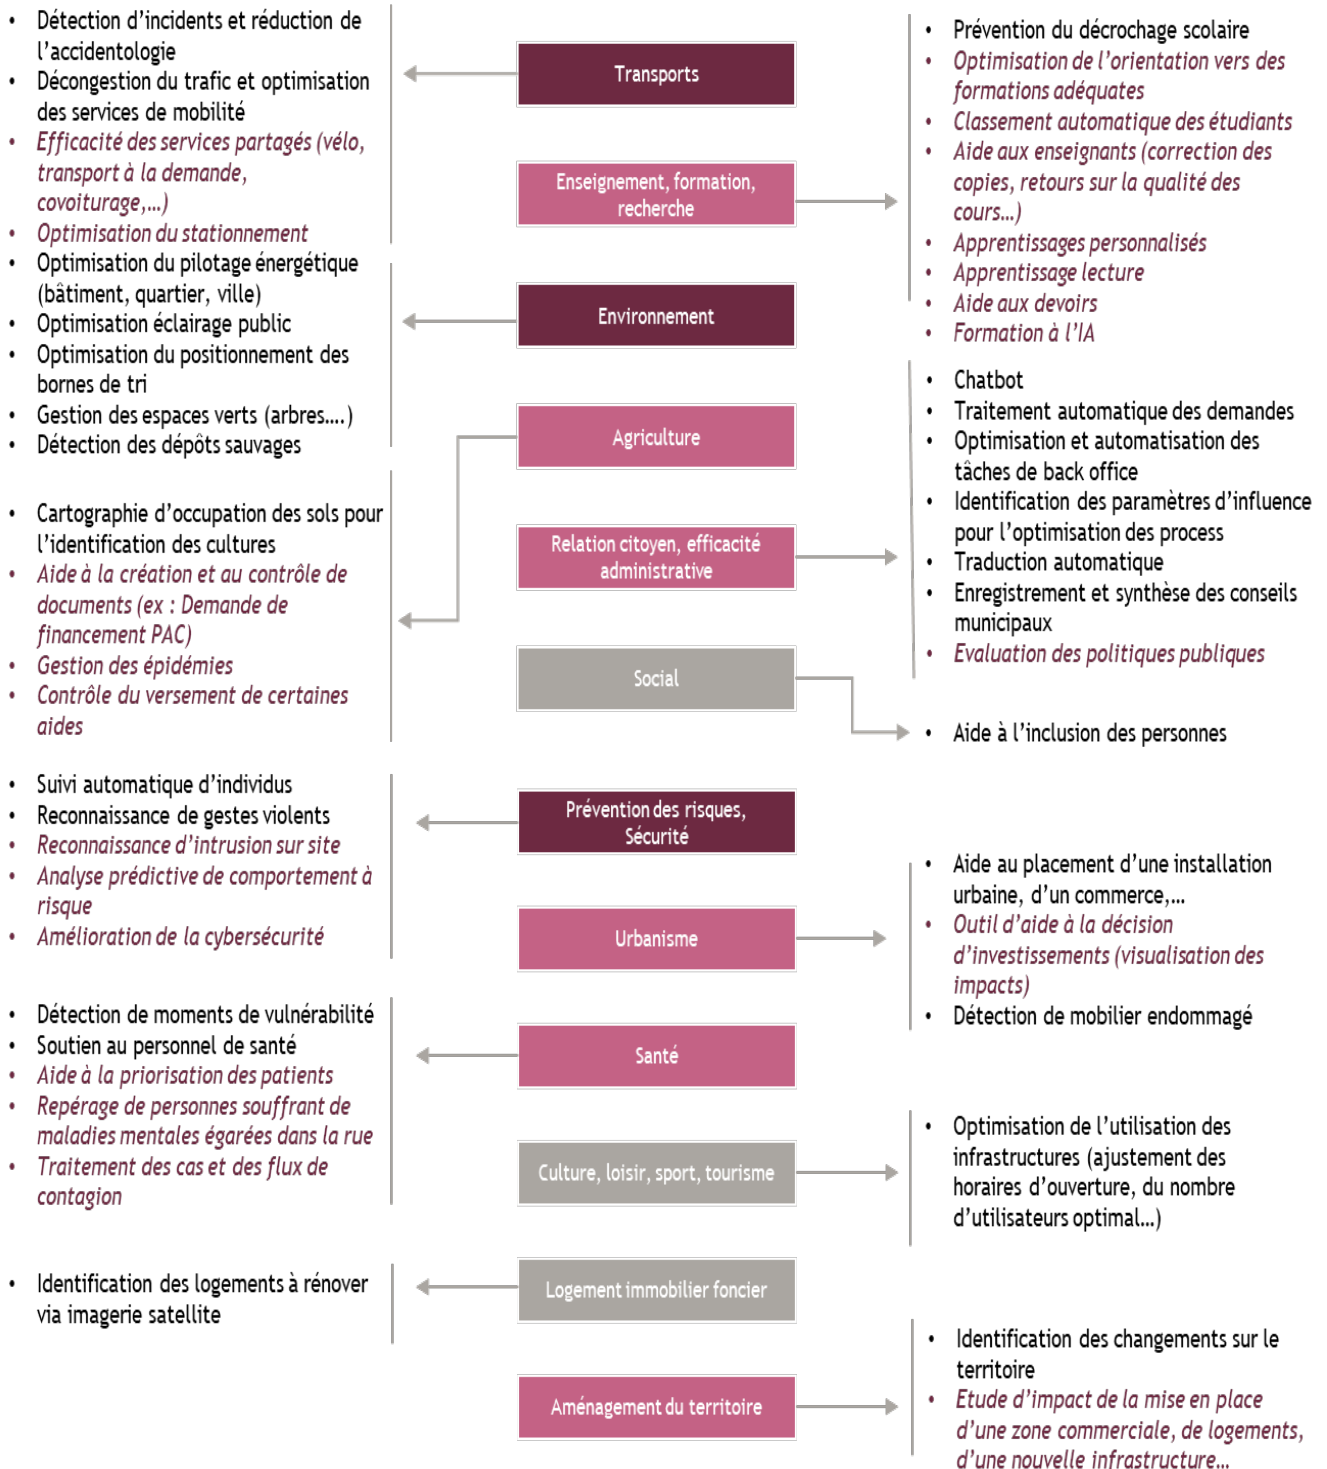 • Détection d’incidents et réduction de
l’accidentologie
• Décongestion du trafic et optimisation
des services de mobilité
• Efficacité des services partagés (vélo,
transport à la demande,
covoiturage,…)
• Optimisation du stationnement
• Optimisation du pilotage énergétique
(bâtiment, quartier, ville)
• Optimisation éclairage public
• Optimisation du positionnement des
bornes de tri
• Gestion des espaces verts (arbres….)
• Détection des dépôts sauvages
• Cartographie d’occupation des sols pour
l’identification des cultures
• Aide à la création et au contrôle de
documents (ex : Demande de
financement PAC)
• Gestion des épidémies
• Contrôle du versement de certaines
aides
• Suivi automatique d’individus
• Reconnaissance de gestes violents
• Reconnaissance d’intrusion sur site
• Analyse prédictive de comportement à
risque
• Amélioration de la cybersécurité
• Détection de moments de vulnérabilité
• Soutien au personnel de santé
• Aide à la priorisation des patients
• Repérage de personnes souffrant de
maladies mentales égarées dans la rue
• Traitement des cas et des flux de
contagion
• Identification des logements à rénover
via imagerie satellite
Transports
Enseignement, formation,
recherche
Environnement
Agriculture
Relation citoyen, efficacité
administrative
Social
Prévention des risques,
Sécurité
Urbanisme
Santé
Culture, loisir, sport, tourisme
Logement immobilier foncier
Aménagement du territoire
• Prévention du décrochage scolaire
• Optimisation de l’orientation vers des
formations adéquates
• Classement automatique des étudiants
• Aide aux enseignants (correction des
copies, retours sur la qualité des
cours…)
• Apprentissages personnalisés
• Apprentissage lecture
• Aide aux devoirs
• Formation à l’IA
• Chatbot
• Traitement automatique des demandes
• Optimisation et automatisation des
tâches de back office
• Identification des paramètres d’influence
pour l’optimisation des process
• Traduction automatique
• Enregistrement et synthèse des conseils
municipaux
• Evaluation des politiques publiques
• Aide à l’inclusion des personnes
• Aide au placement d’une installation
urbaine, d’un commerce,…
• Outil d’aide à la décision
d’investissements (visualisation des
impacts)
• Détection de mobilier endommagé
• Optimisation de l’utilisation des
infrastructures (ajustement des
horaires d’ouverture, du nombre
d’utilisateurs optimal…)
• Identification des changements sur le
territoire
• Etude d’impact de la mise en place
d’une zone commerciale, de logements,
d’une nouvelle infrastructure…